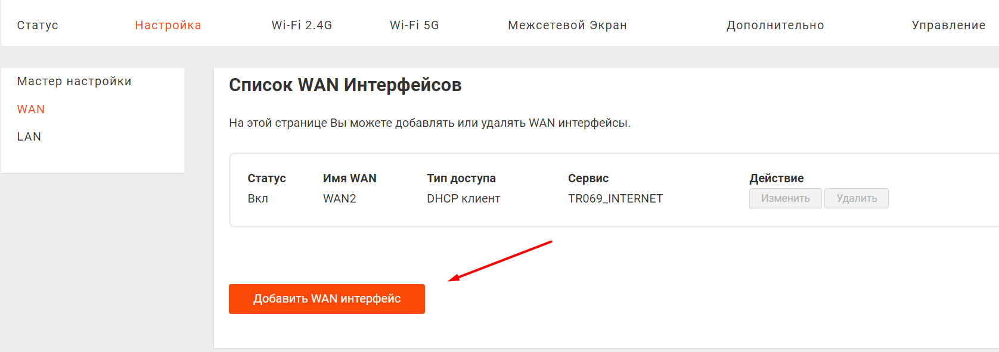 Статус Настройка Wi-Fi 2.4G Wi-Fi 5G Межсетевой Экран Дополнительно Управление
Мастер настройки
WAN
LAN
Список WAN Интерфейсов
На этой странице Вы можете добавлять или удалять WAN интерфейсы.
Статус Имя WAN Тип доступа Сервис Действие
Вкл WAN2 DHCP клиент TR069_INTERNET Изменить Удалить
Добавить WAN интерфейс